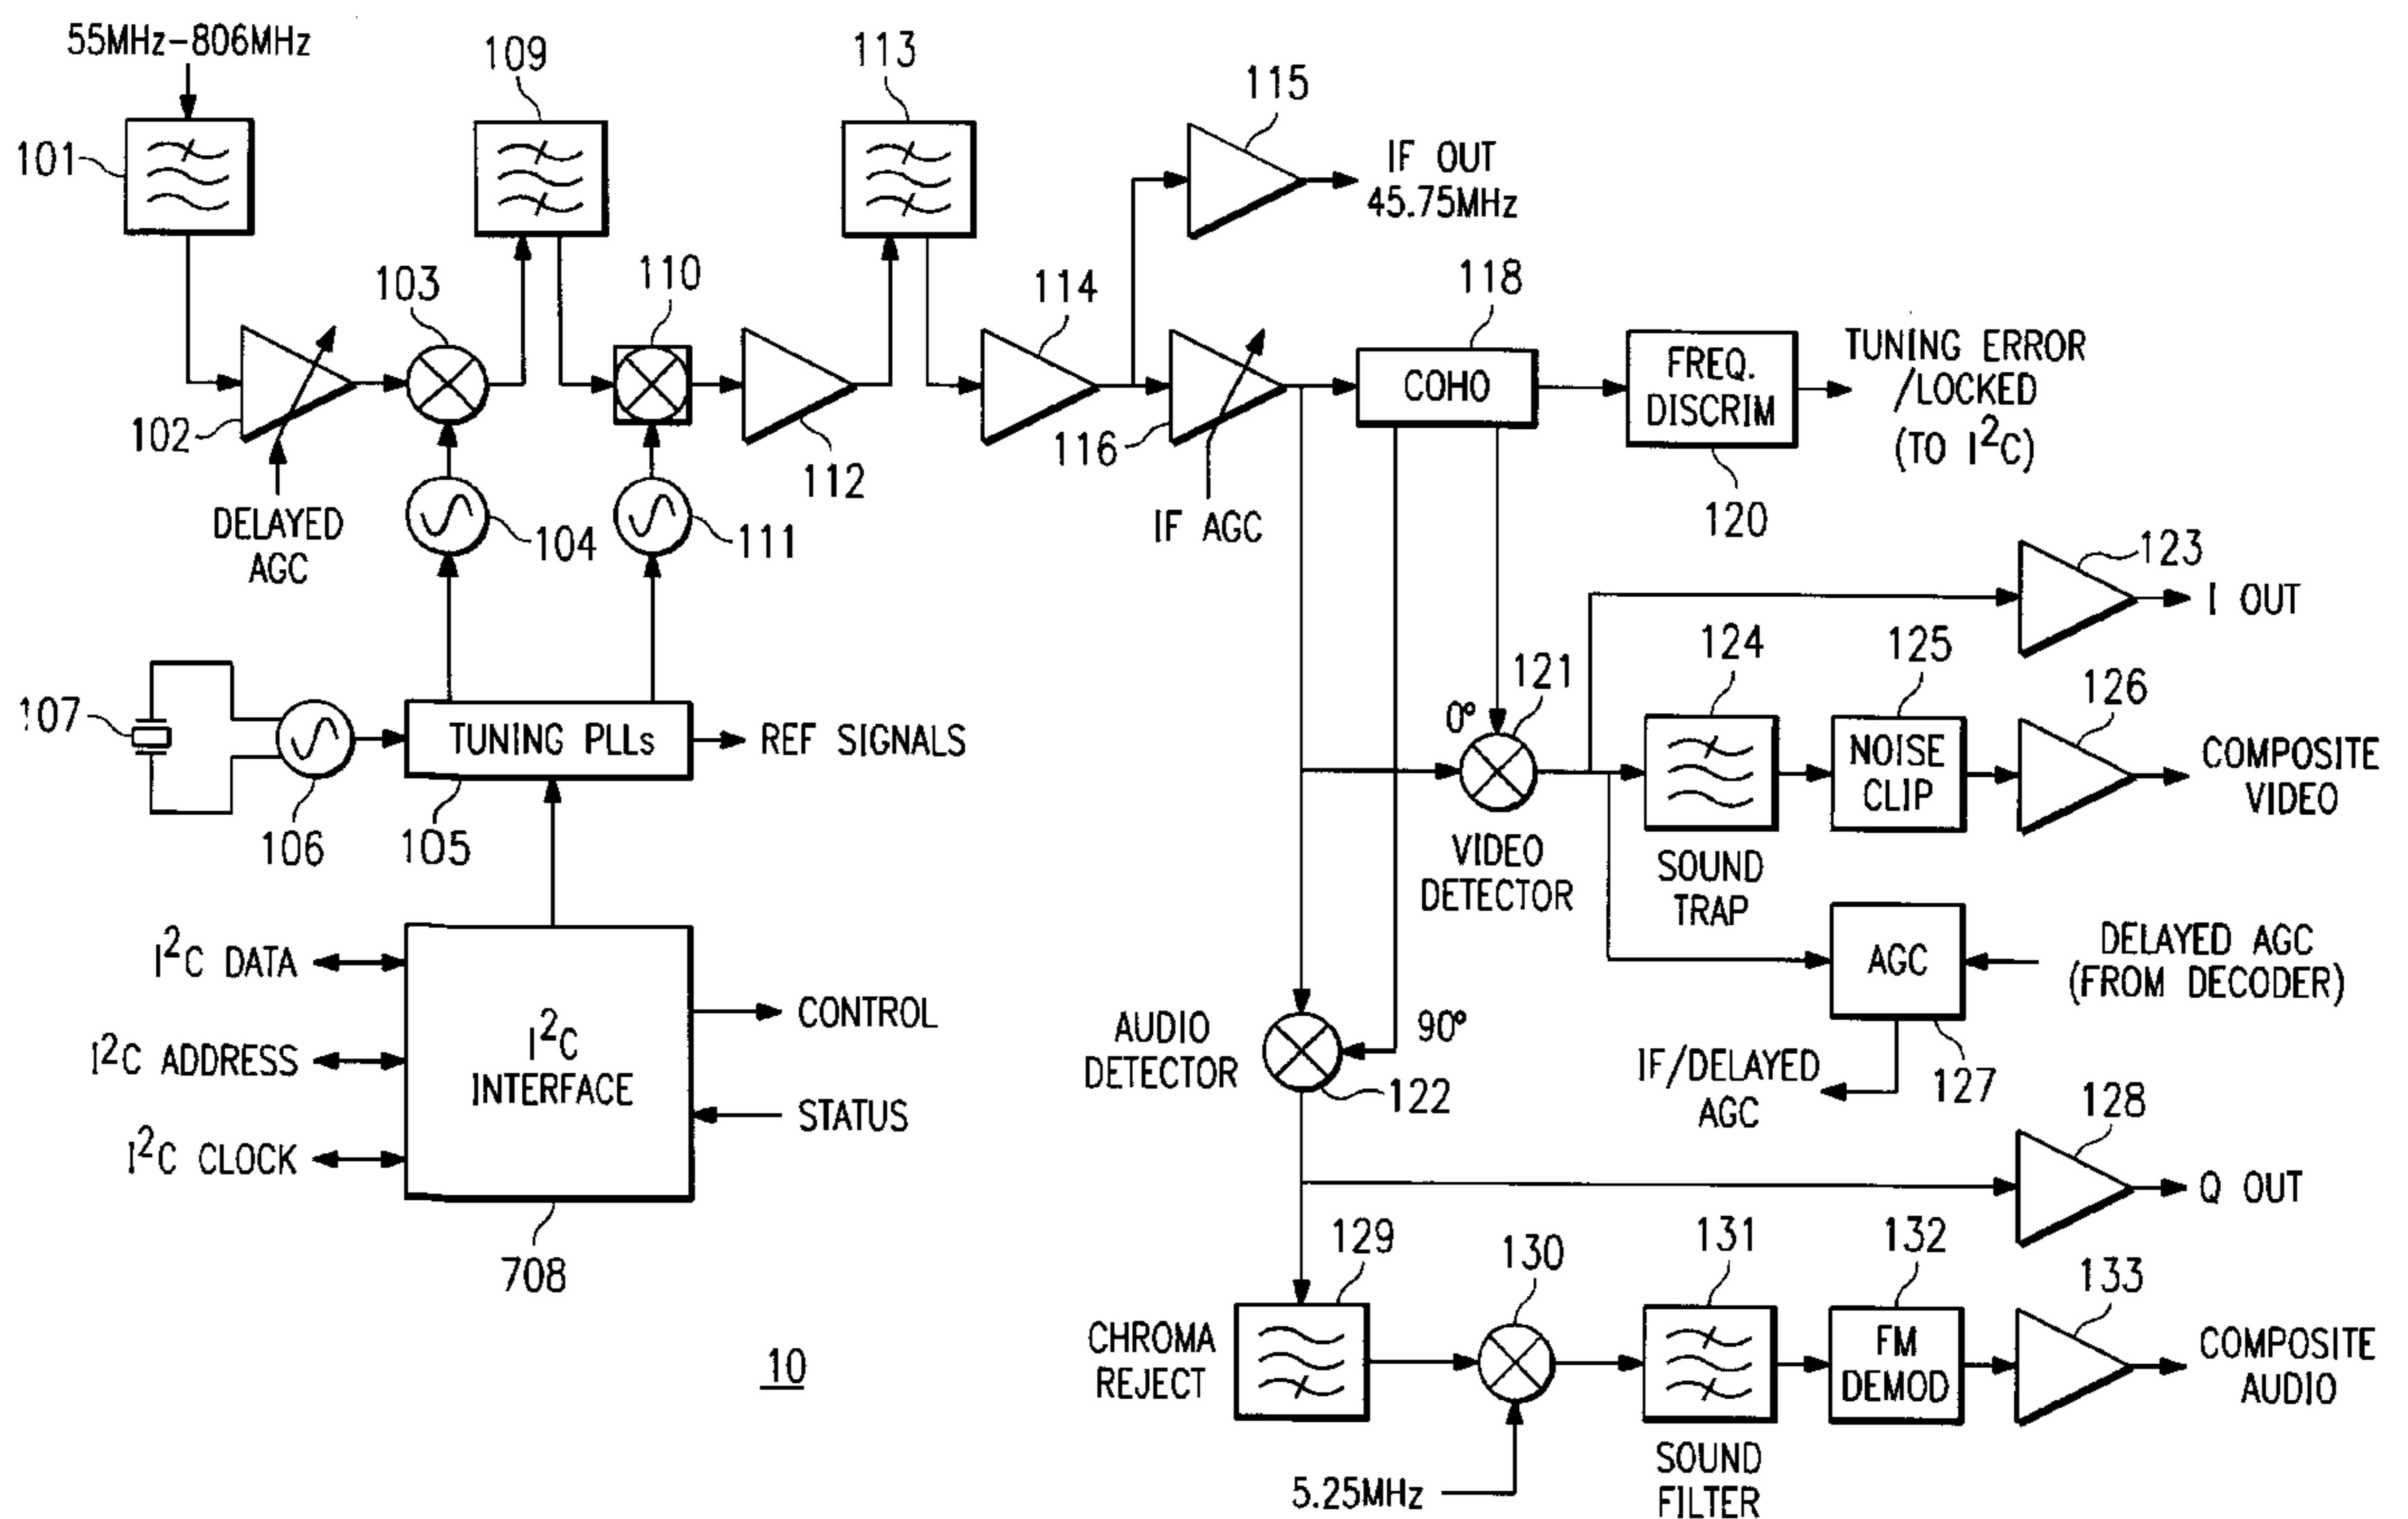 55MHz-806MHz
109
113
115
101
IF OUT
45.75MHz
103
110
114
118
TUNING ERROR
/LOCKED
(TO I²C)
FREQ.
DISCRIM
COHO
102
112
116
120
DELAYED
AGC
104
111
IF AGC
123
I OUT
124
125
121
126
107
TUNING PLLs
REF SIGNALS
0°
NOISE
CLIP
COMPOSITE
VIDEO
106
105
VIDEO
DETECTOR
SOUND
TRAP
I²C DATA
AGC
DELAYED AGC
(FROM DECODER)
CONTROL
I²C ADDRESS
I²C
INTERFACE
AUDIO
DETECTOR
90°
IF/DELAYED
AGC
127
122
128
STATUS
I²C CLOCK
Q OUT
708
129
130
131
132
133
10
CHROMA
REJECT
FM
DEMOD
COMPOSITE
AUDIO
5.25MHz
SOUND
FILTER